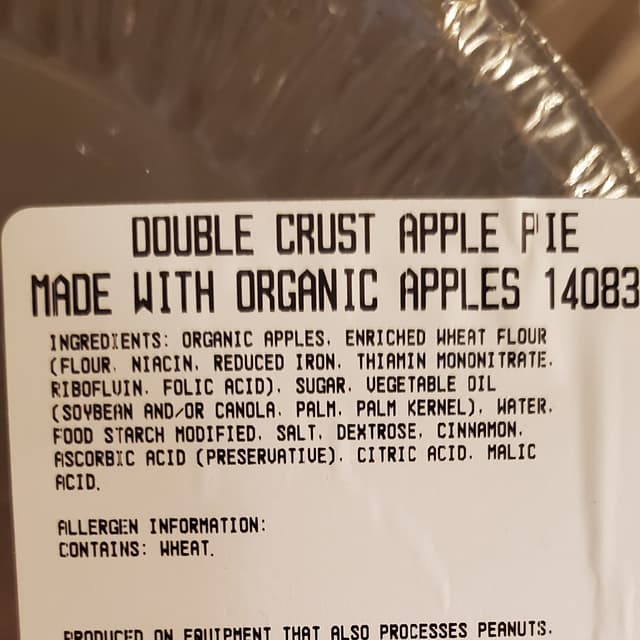 DOUBLE CRUST APPLE PIE
MADE WITH ORGANIC APPLES 14083
INGREDIENTS: ORGANIC APPLES, ENRICHED WHEAT FLOUR
(FLOUR, NIACIN, REDUCED IRON, THIAMIN MONONITRATE,
RIBOFLUIN, FOLIC ACID), SUGAR, VEGETABLE OIL
(SOYBEAN AND/OR CANOLA, PALM, PALM KERNEL), WATER,
FOOD STARCH MODIFIED, SALT, DEXTROSE, CINNAMON,
ASCORBIC ACID (PRESERVATIVE), CITRIC ACID, MALIC
ACID.
ALLERGEN INFORMATION:
CONTAINS: WHEAT.
PRODUCED ON EQUIPMENT THAT ALSO PROCESSES PEANUTS,